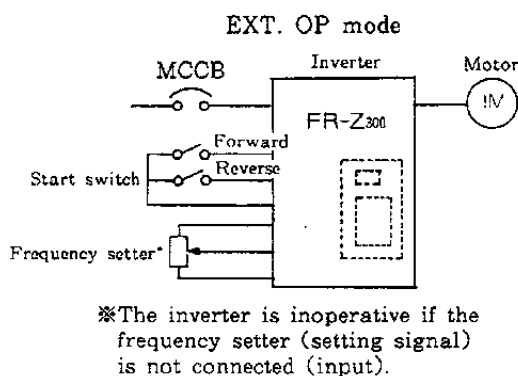 EXT. OP mode
Inverter
Motor
MCCB
IM
FR-Z300
Forward
Reverse
Start switch
Frequency setter*
※The inverter is inoperative if the
frequency setter (setting signal)
is not connected (input).